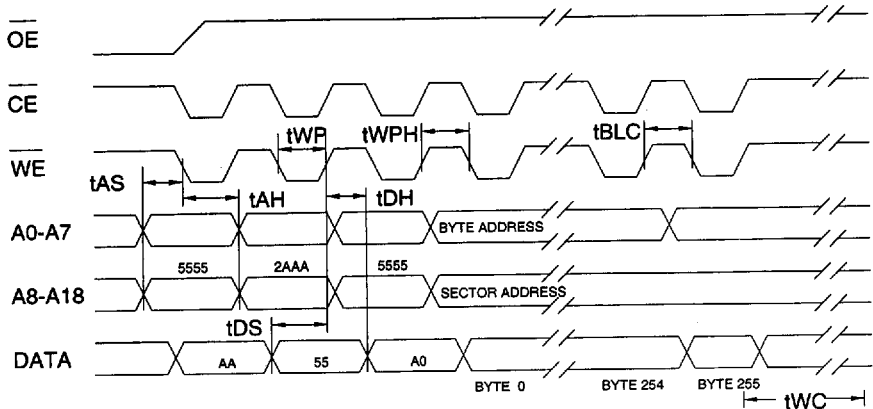 OE
CE
tWP tWPH tBLC
WE
tAS
tAH tDH
A0-A7 BYTE ADDRESS
5555 2AAA 5555
A8-A18 SECTOR ADDRESS
tDS
DATA AA 55 A0
BYTE 0 BYTE 254 BYTE 255
tWC